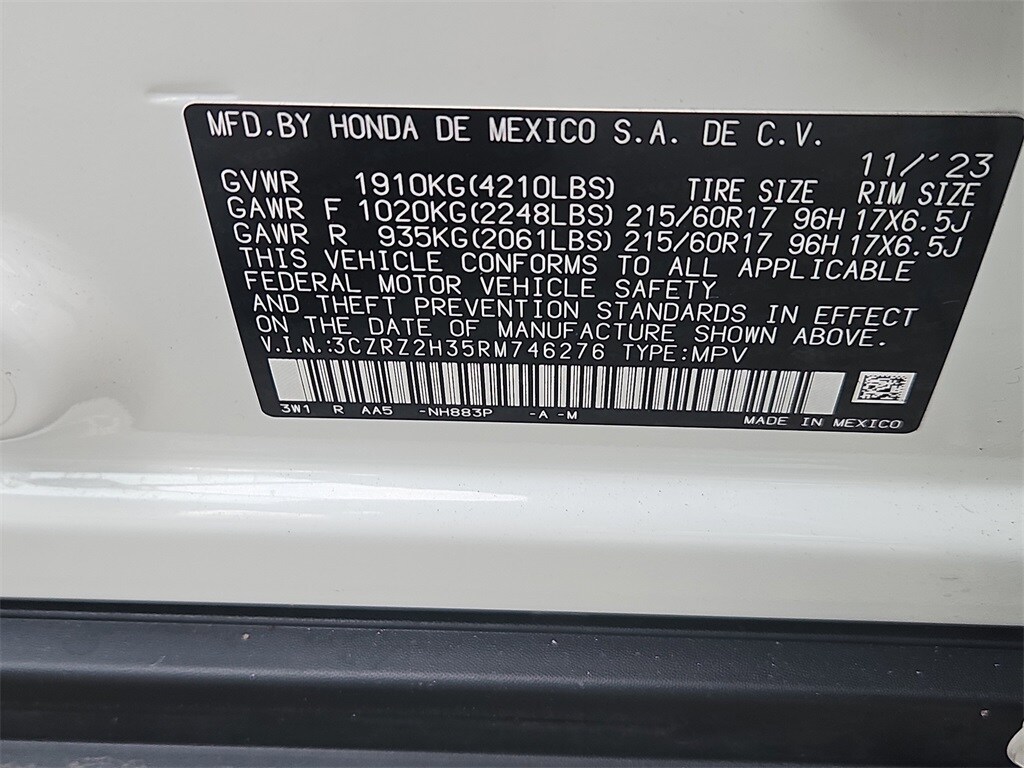 MFD.BY HONDA DE MEXICO S.A. DE C.V.
11/'23
GVWR 1910KG(4210LBS) TIRE SIZE RIM SIZE
GAWR F 1020KG(2248LBS) 215/60R17 96H 17X6.5J
GAWR R 935KG(2061LBS) 215/60R17 96H 17X6.5J
THIS VEHICLE CONFORMS TO ALL APPLICABLE
FEDERAL MOTOR VEHICLE SAFETY
AND THEFT PREVENTION STANDARDS IN EFFECT
ON THE DATE OF MANUFACTURE SHOWN ABOVE.
V.I.N.:3CZRZ2H35RM746276 TYPE:MPV
3W1 R AA5 -NH883P -A -M
MADE IN MEXICO